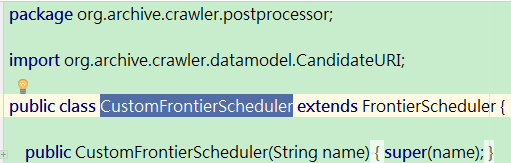 package org.archive.crawler.postprocessor;
import org.archive.crawler.datamodel.CandidateURI;
public class CustomFrontierScheduler extends FrontierScheduler {
public CustomFrontierScheduler(String name) { super(name); }